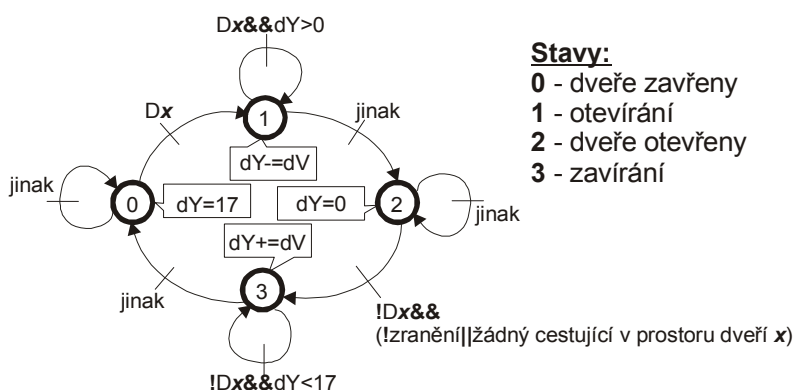 Dx&&dY>0
Stavy:
0 - dveře zavřeny
1 - otevírání
2 - dveře otevřeny
3 - zavírání
Dx
1
jinak
dY-=dV
jinak
0
dY=17
dY=0
2
jinak
dY+=dV
jinak
3
!Dx&&
(!zranění||žádný cestující v prostoru dveří x)
!Dx&&dY<17